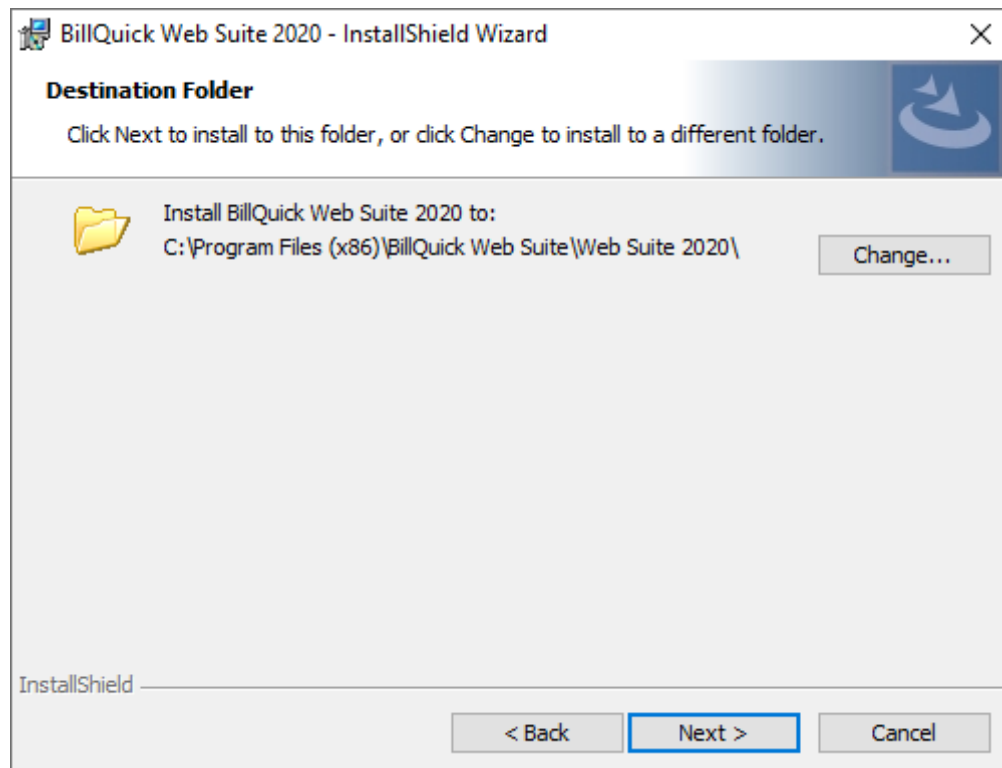 BillQuick Web Suite 2020 - InstallShield Wizard
Destination Folder
Click Next to install to this folder, or click Change to install to a different folder.
Install BillQuick Web Suite 2020 to:
C:\Program Files (x86)\BillQuick Web Suite\Web Suite 2020\
Change...
InstallShield
< Back
Next >
Cancel